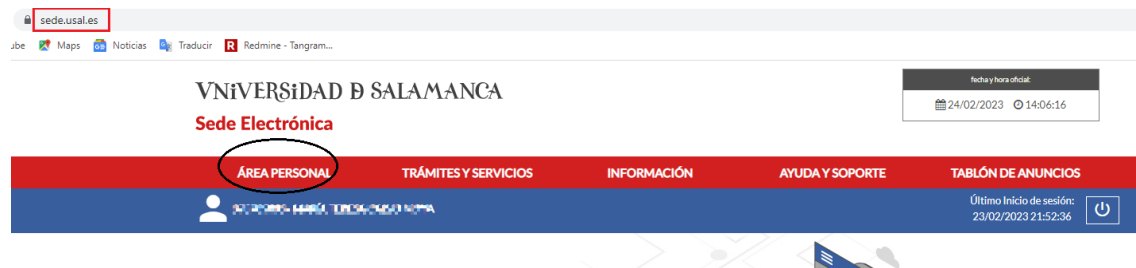 sede.usal.es
ube Maps Noticias Traducir Redmine - Tangram...
VNiVERSiDAD Ð SALAMANCA
Sede Electrónica
fecha y hora oficial:
24/02/2023 14:06:16
ÁREA PERSONAL TRÁMITES Y SERVICIOS INFORMACIÓN AYUDA Y SOPORTE TABLÓN DE ANUNCIOS
Último Inicio de sesión:
23/02/2023 21:52:36